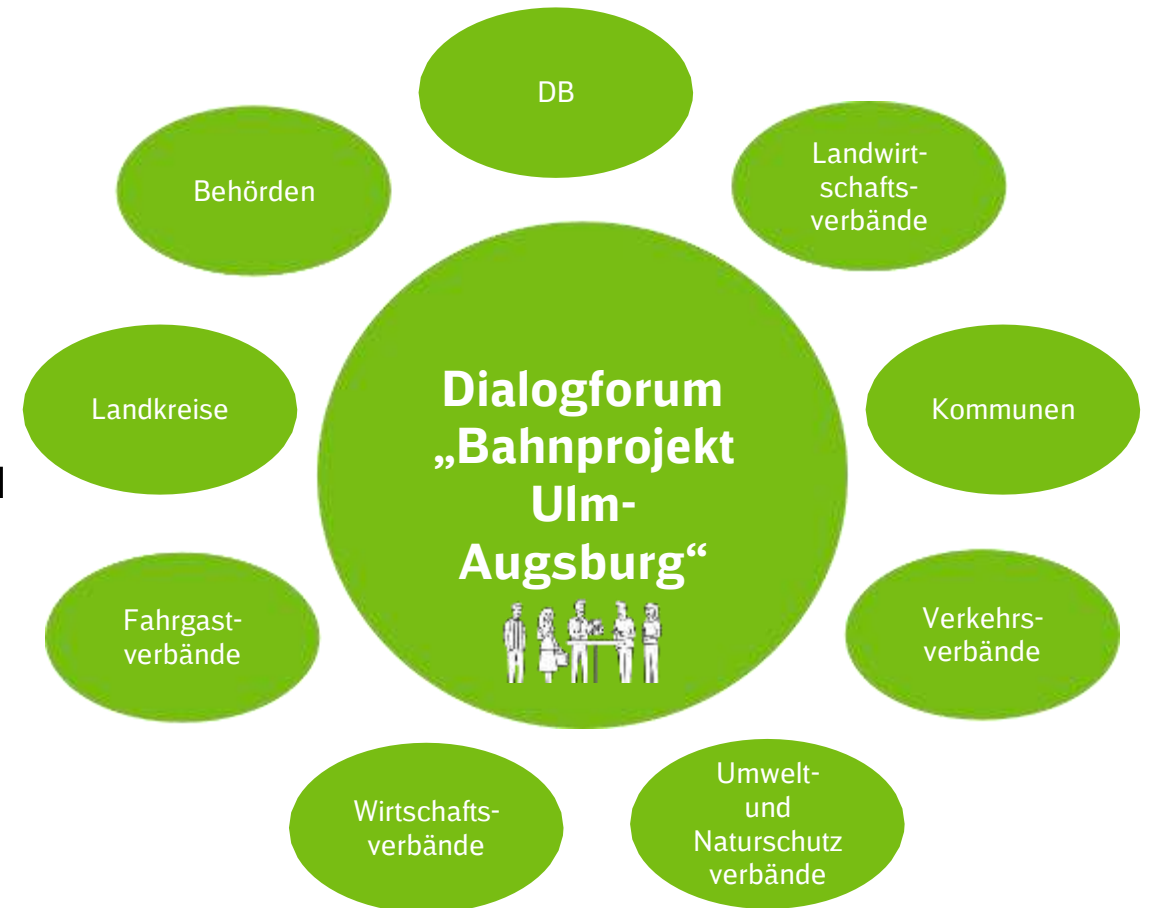 DB
Landwirt-
schafts-
verbände
Behörden
Landkreise
Dialogforum
„Bahnprojekt
Ulm-
Augsburg“
Kommunen
Fahrgast-
verbände
Verkehrs-
verbände
Wirtschafts-
verbände
Umwelt-
und
Naturschutz
verbände